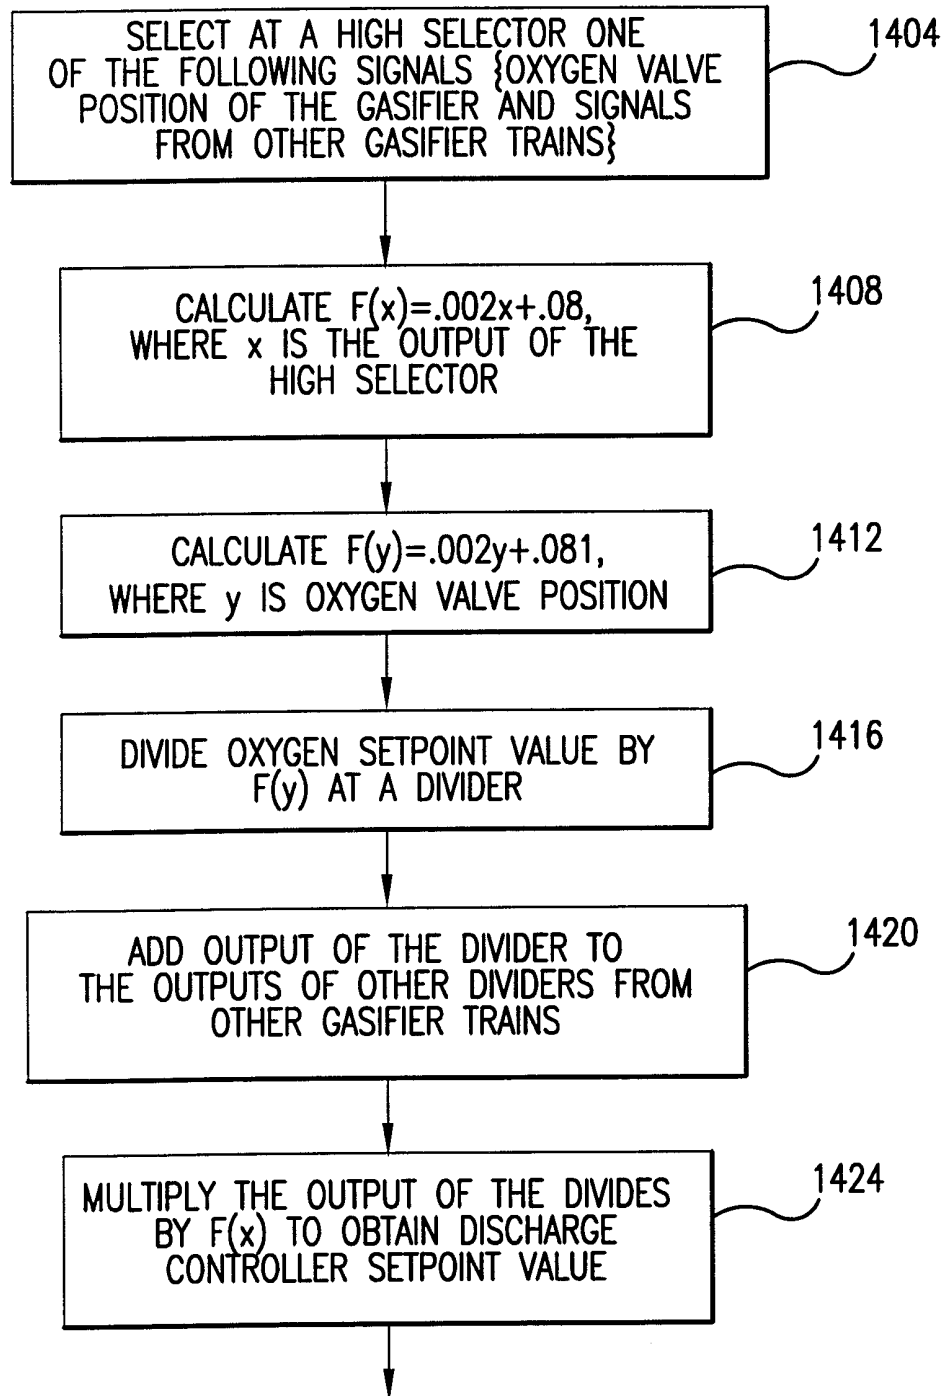 SELECT AT A HIGH SELECTOR ONE
OF THE FOLLOWING SIGNALS {OXYGEN VALVE
POSITION OF THE GASIFIER AND SIGNALS
FROM OTHER GASIFIER TRAINS}
1404
CALCULATE F(x)=.002x+.08,
WHERE x IS THE OUTPUT OF THE
HIGH SELECTOR
1408
CALCULATE F(y)=.002y+.081,
WHERE y IS OXYGEN VALVE POSITION
1412
DIVIDE OXYGEN SETPOINT VALUE BY
F(y) AT A DIVIDER
1416
ADD OUTPUT OF THE DIVIDER TO
THE OUTPUTS OF OTHER DIVIDERS FROM
OTHER GASIFIER TRAINS
1420
MULTIPLY THE OUTPUT OF THE DIVIDES
BY F(x) TO OBTAIN DISCHARGE
CONTROLLER SETPOINT VALUE
1424